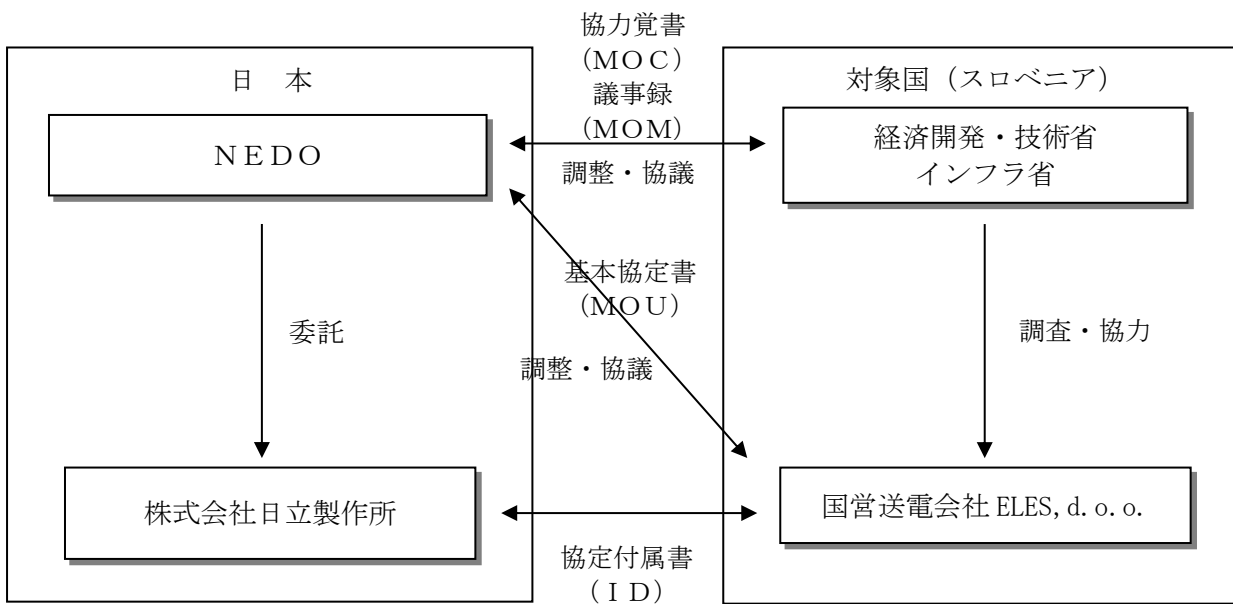 協力覚書
(MOC)
議事録
(MOM)
日 本
対象国（スロベニア）
NEDO
経済開発・技術省
インフラ省
調整・協議
基本協定書
(MOU)
委託
調査・協力
調整・協議
株式会社日立製作所
国営送電会社 ELES, d. o. o.
協定付属書
(ID)